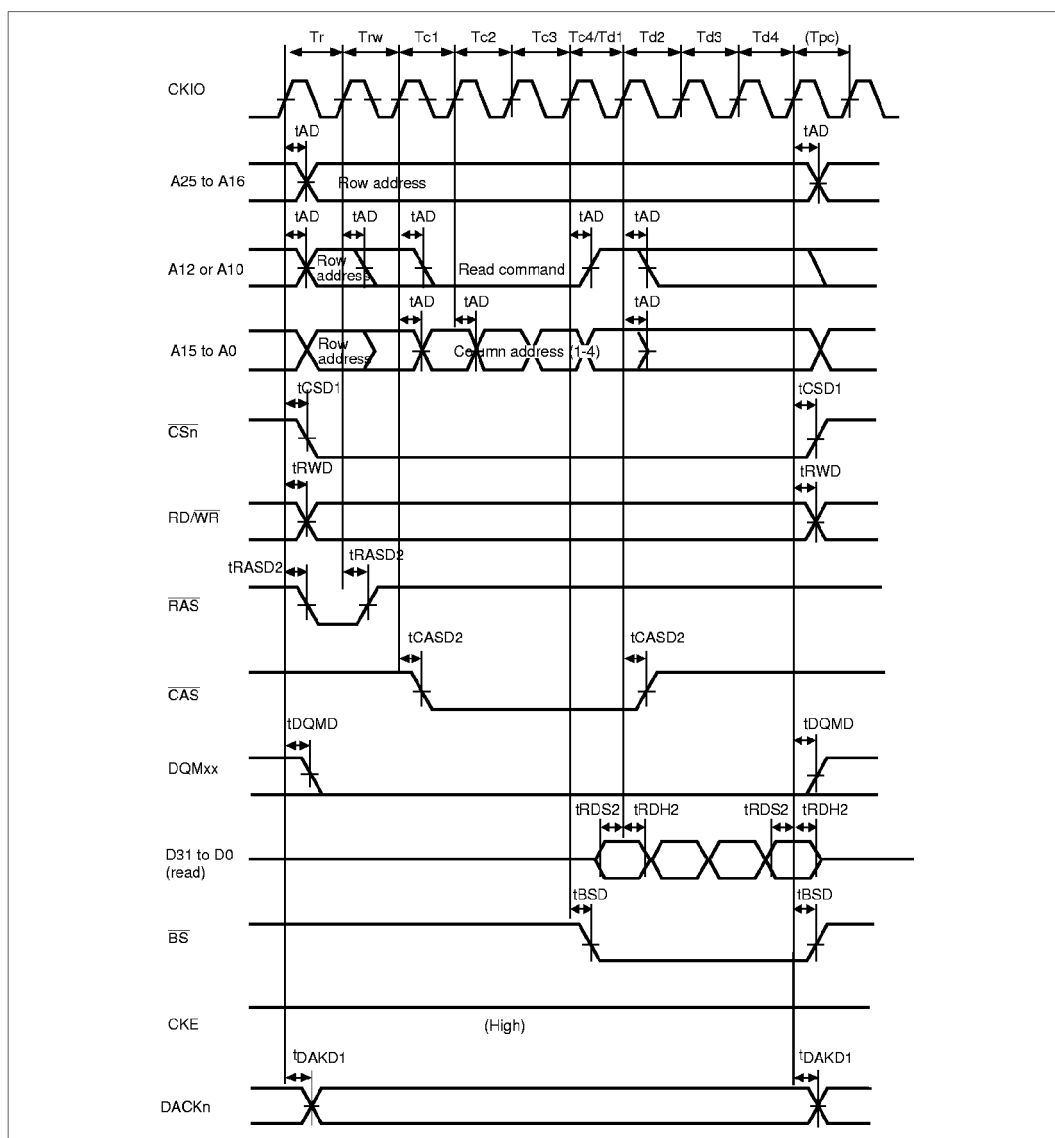 Tr Trw Tc1 Tc2 Tc3 Tc4/Td1 Td2 Td3 Td4 (Tpc)
CKIO
tAD tAD
A25 to A16 Row address
tAD tAD tAD tAD tAD
A12 or A10 Row address Read command
tAD tAD tAD
A15 to A0 Row address Column address (1-4)
tCSD1 tCSD1
CSn
tRWD tRWD
RD/WR
tRASD2 tRASD2
RAS
tCASD2 tCASD2
CAS
tDQMD tDQMD
DQMxx
tRDS2 tRDH2 tRDS2 tRDH2
D31 to D0
(read)
tBSD tBSD
BS
CKE (High)
tDAKD1 tDAKD1
DACKn